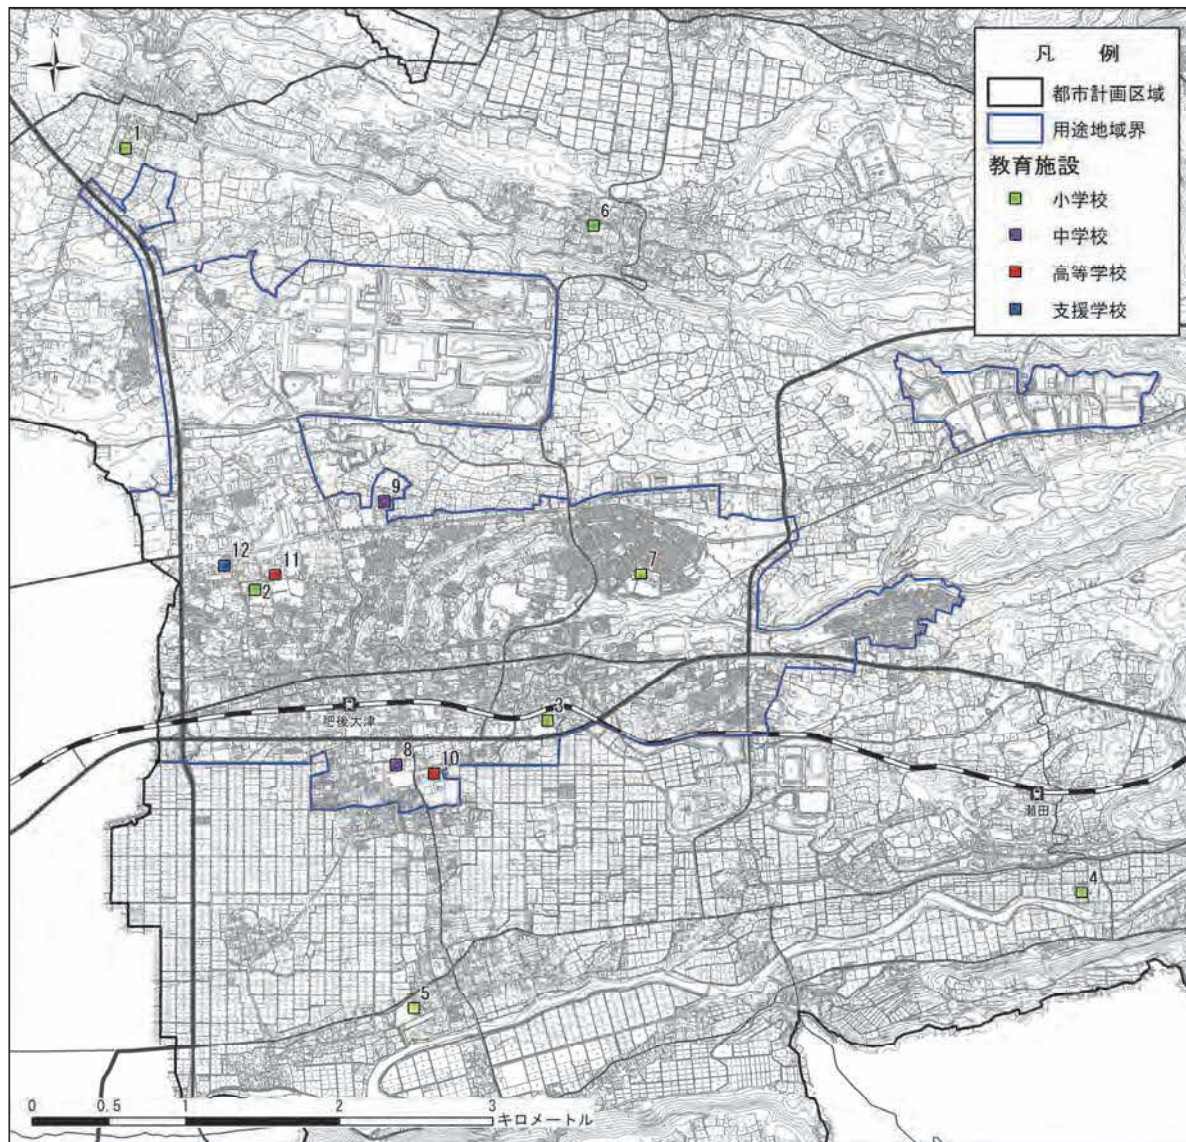 N
凡 例
都市計画区域
用途地域界
教育施設
小学校
中学校
高等学校
支援学校
1
6
9
12
11
2
7
肥後大津
3
8
10
瀬田
4
5
0 0.5 1 2 3
キロメートル